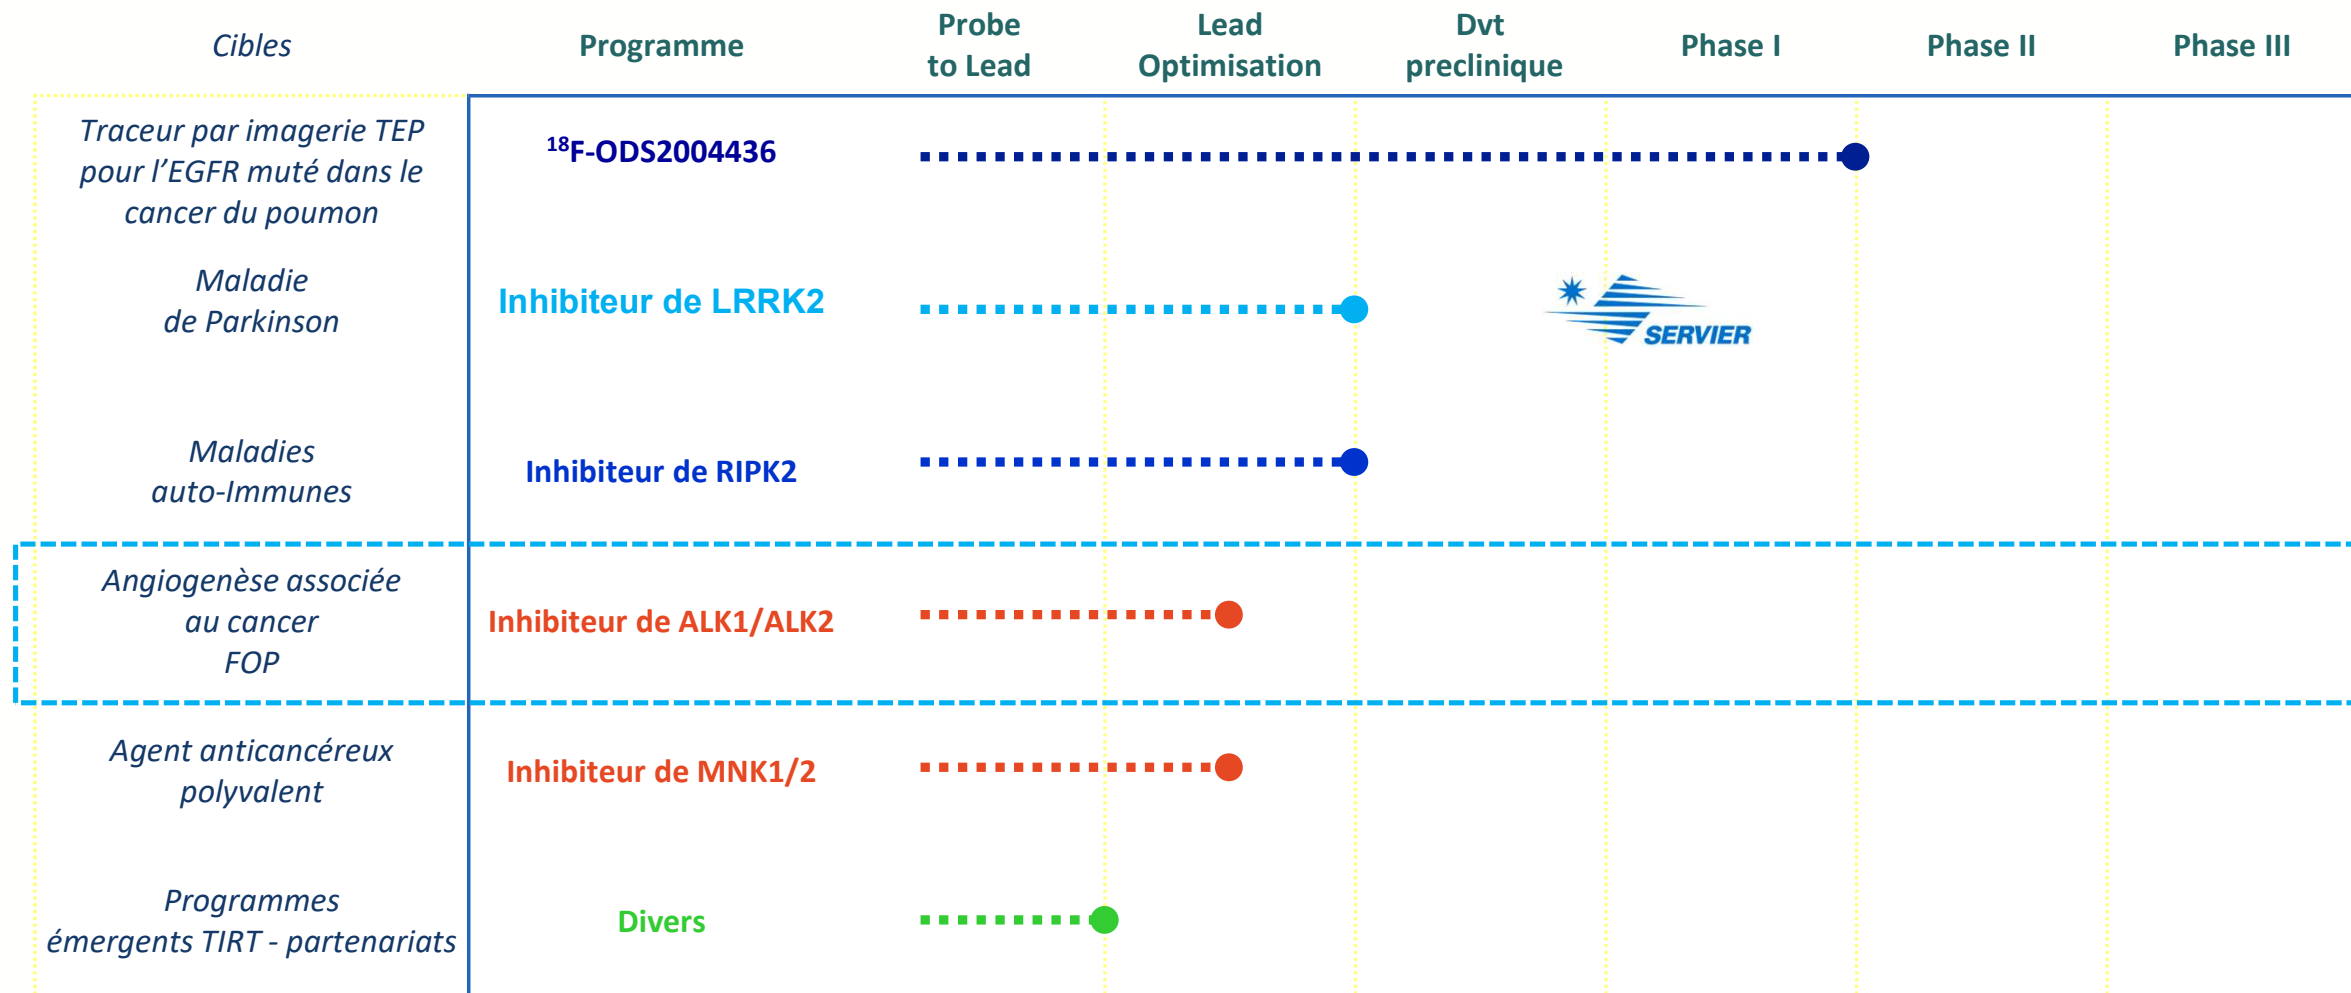 Cibles
Programme
Probe
to Lead
Lead
Optimisation
Dvt
preclinique
Phase I
Phase II
Phase III
Traceur par imagerie TEP
pour l’EGFR muté dans le
cancer du poumon
¹⁸F-ODS2004436
Maladie
de Parkinson
Inhibiteur de LRRK2
SERVIER
Maladies
auto-Immunes
Inhibiteur de RIPK2
Angiogenèse associée
au cancer
FOP
Inhibiteur de ALK1/ALK2
Agent anticancéreux
polyvalent
Inhibiteur de MNK1/2
Programmes
émergents TIRT - partenariats
Divers